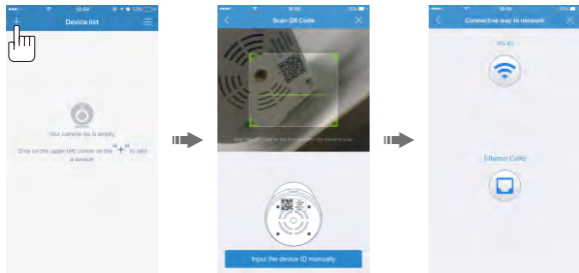 Device list
Your camera list is empty,
Click on the upper left corner on the "+" to add
a device!
Scan QR Code
Input the device ID manually
Connective way to network
Wi-Fi
Ethernet Cable